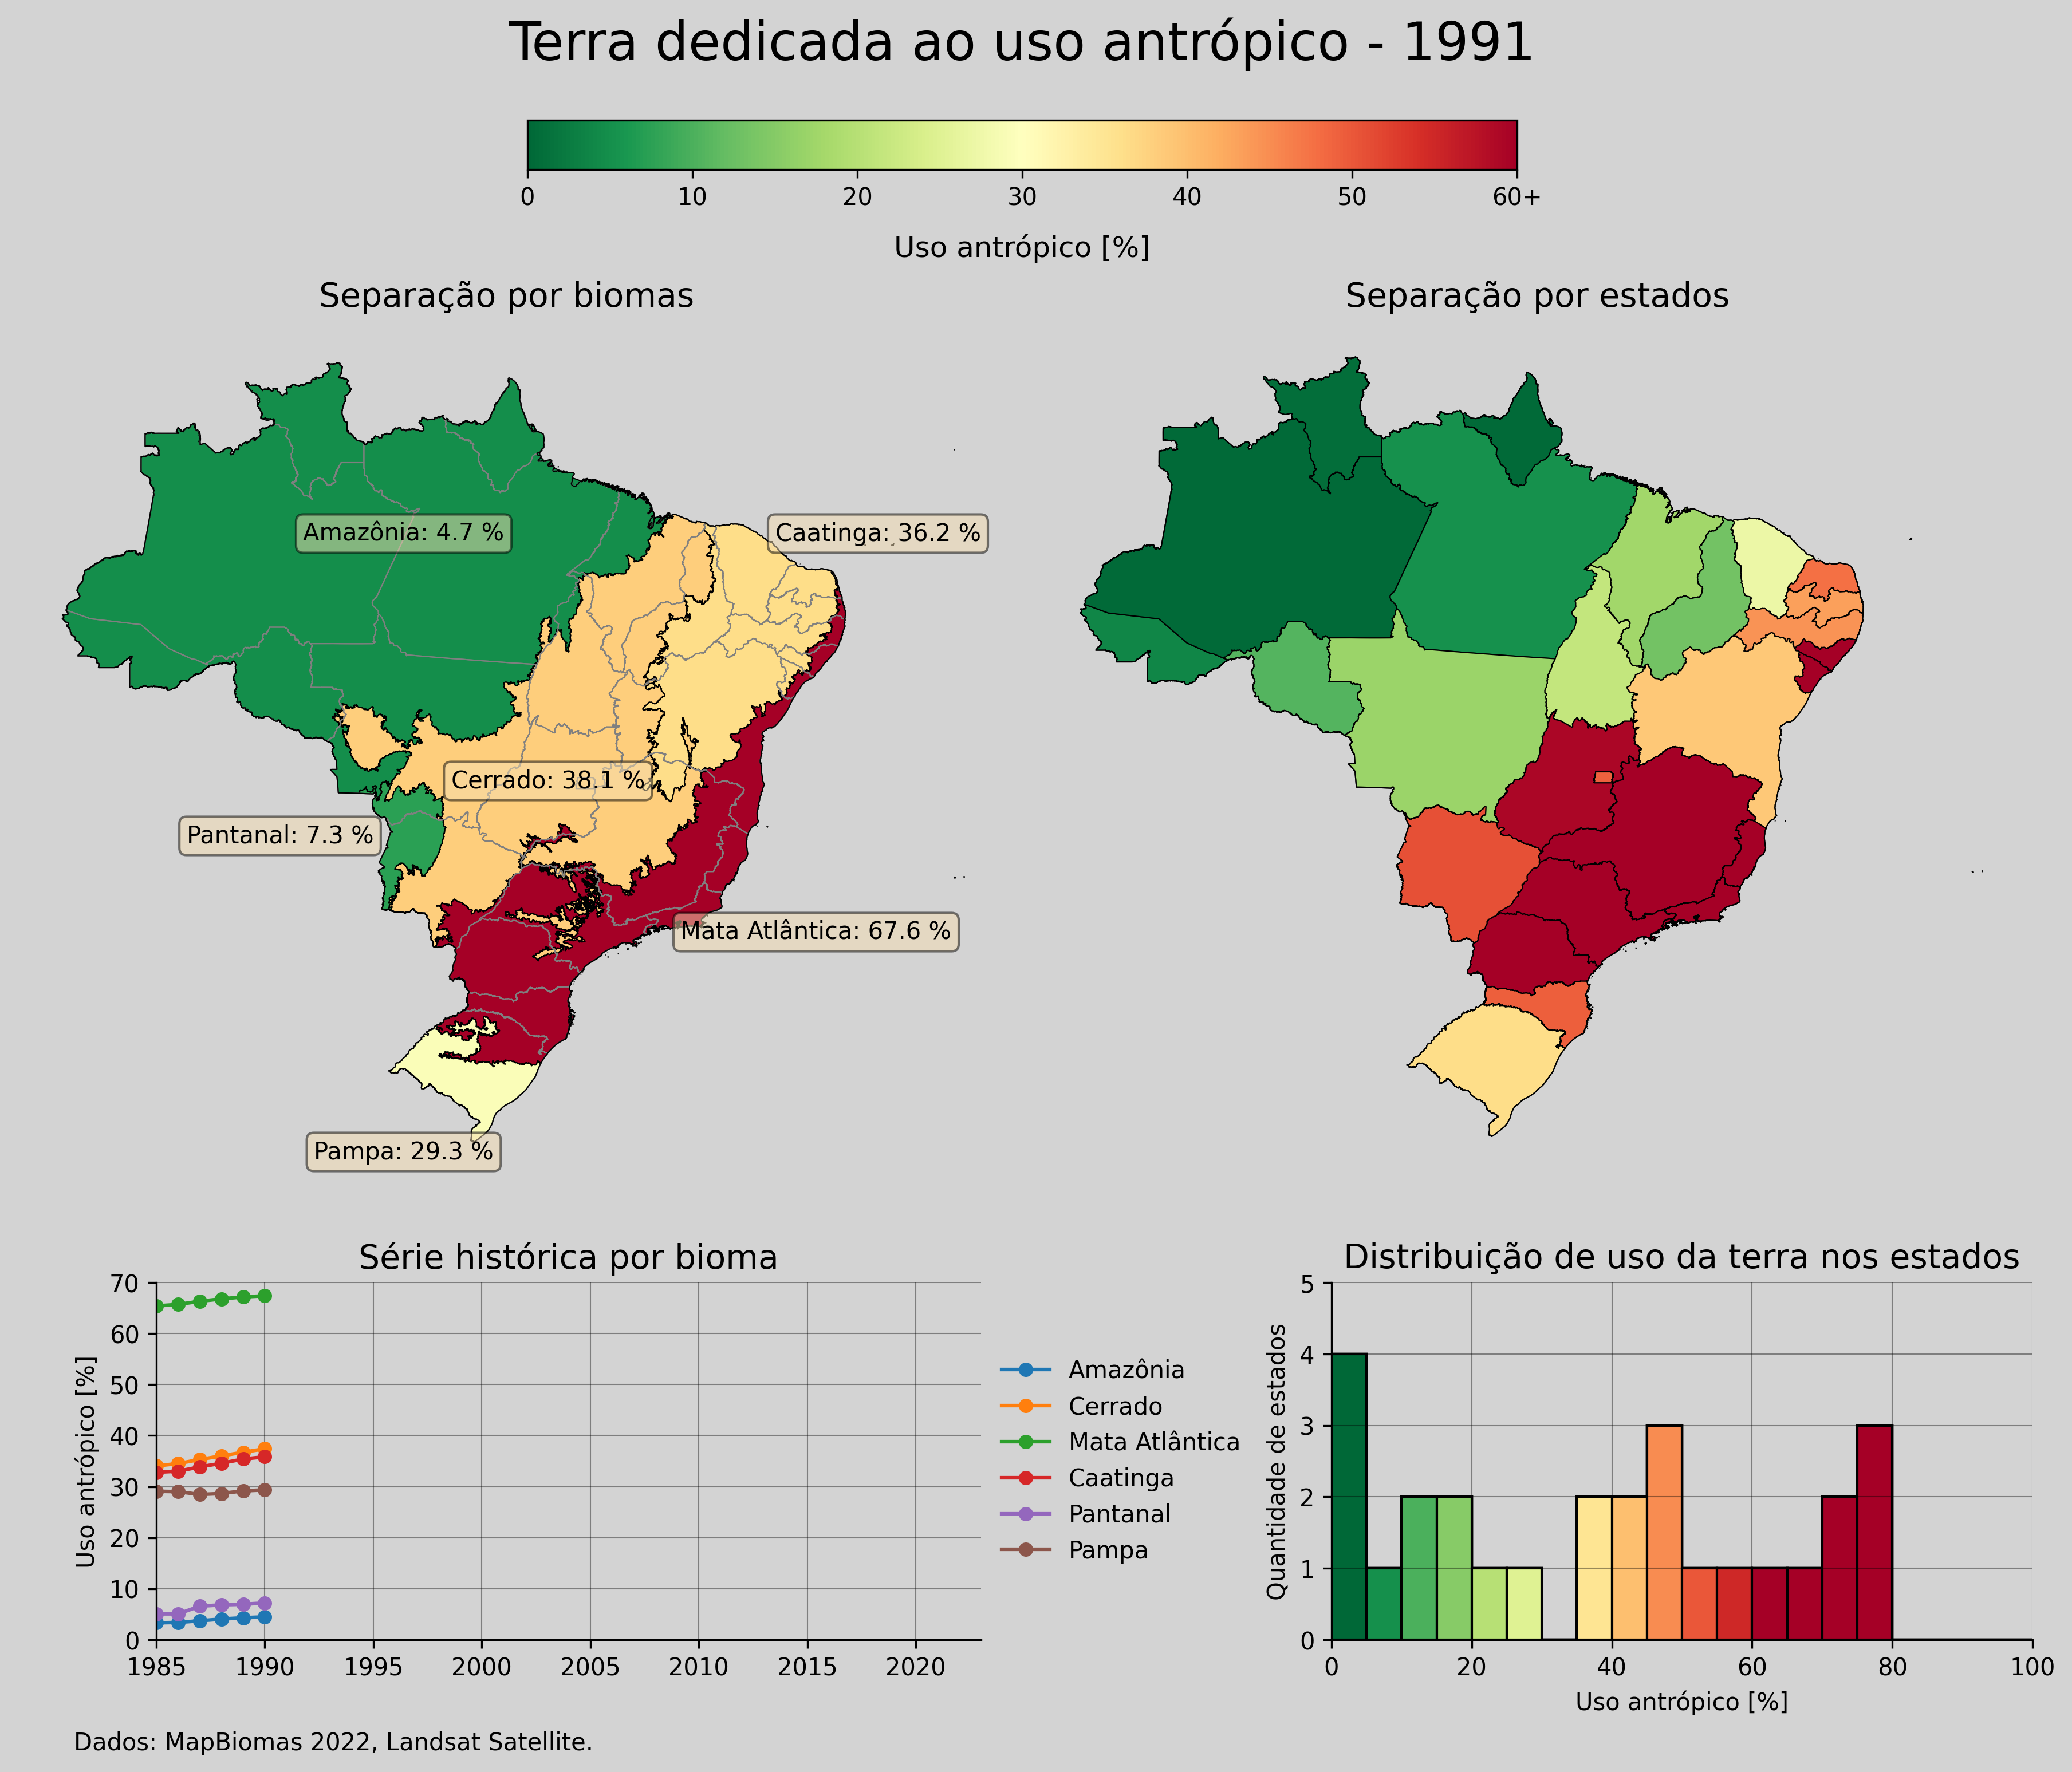 Terra dedicada ao uso antrópico - 1991
0 10 20 30 40 50 60+
Uso antrópico [%]
Separação por biomas
Amazônia: 4.7 %
Caatinga: 36.2 %
Cerrado: 38.1 %
Pantanal: 7.3 %
Mata Atlântica: 67.6 %
Pampa: 29.3 %
Separação por estados
Série histórica por bioma
Uso antrópico [%]
70
60
50
40
30
20
10
0
1985 1990 1995 2000 2005 2010 2015 2020
Amazônia
Cerrado
Mata Atlântica
Caatinga
Pantanal
Pampa
Distribuição de uso da terra nos estados
Quantidade de estados
5
4
3
2
1
0
0 20 40 60 80 100
Uso antrópico [%]
Dados: MapBiomas 2022, Landsat Satellite.